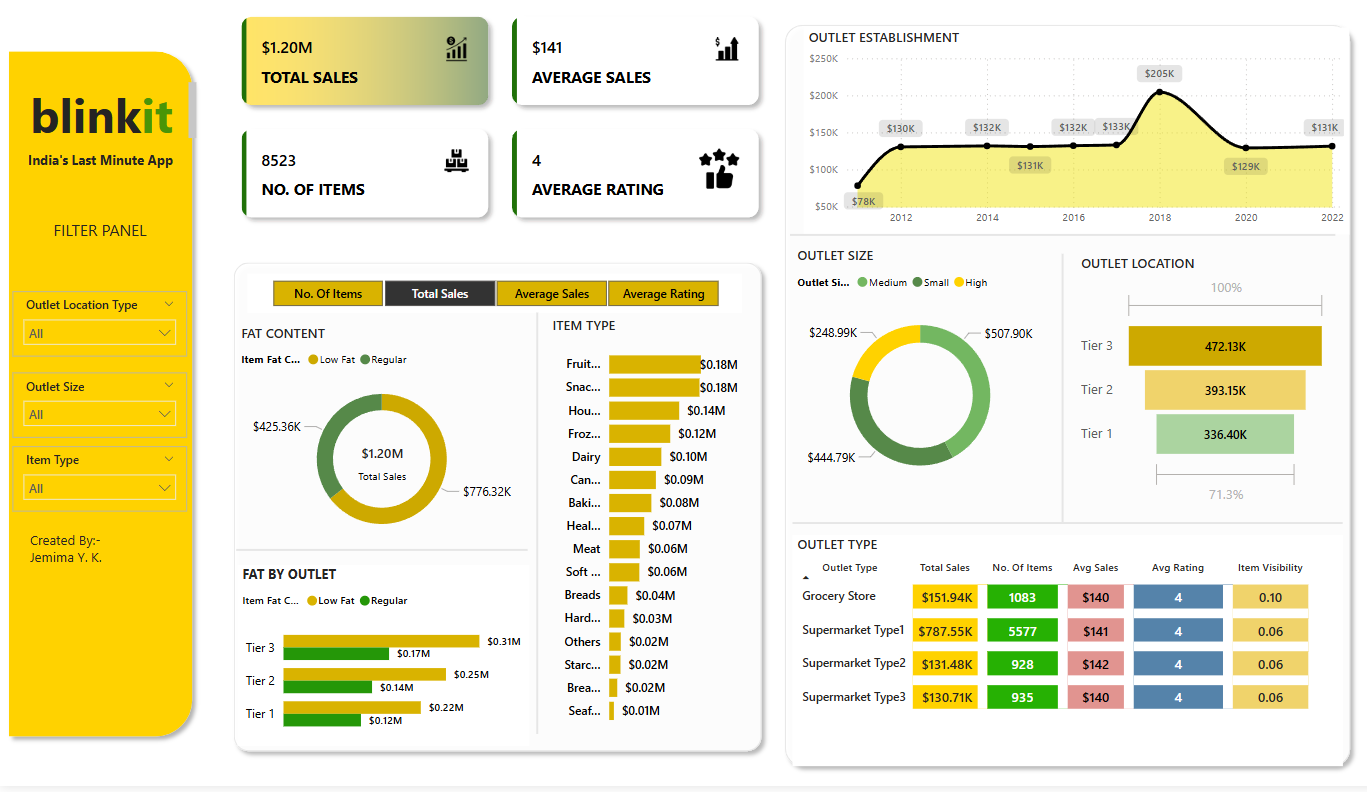 blinkit
India's Last Minute App
FILTER PANEL
Outlet Location Type
All
Outlet Size
All
Item Type
All
Created By:-
Jemima Y. K.
$1.20M
TOTAL SALES
$141
AVERAGE SALES
8523
NO. OF ITEMS
4
AVERAGE RATING
No. Of Items
Total Sales
Average Sales
Average Rating
FAT CONTENT
Item Fat C... Low Fat Regular
$425.36K
$1.20M
Total Sales
$776.32K
FAT BY OUTLET
Item Fat C... Low Fat Regular
Tier 3 $0.31M
$0.17M
Tier 2 $0.25M
$0.14M
Tier 1 $0.22M
$0.12M
ITEM TYPE
Fruit... $0.18M
Snac... $0.18M
Hou... $0.14M
Froz... $0.12M
Dairy $0.10M
Can... $0.09M
Baki... $0.08M
Heal... $0.07M
Meat $0.06M
Soft ... $0.06M
Breads $0.04M
Hard... $0.03M
Others $0.02M
Starc... $0.02M
Brea... $0.02M
Seaf... $0.01M
OUTLET ESTABLISHMENT
$250K
$200K
$150K
$100K
$50K
$78K
$130K
$132K
$131K
$132K
$133K
$205K
$129K
$131K
2012 2014 2016 2018 2020 2022
OUTLET SIZE
Outlet Si... Medium Small High
$248.99K
$507.90K
$444.79K
OUTLET LOCATION
100%
Tier 3 472.13K
Tier 2 393.15K
Tier 1 336.40K
71.3%
OUTLET TYPE
Outlet Type Total Sales No. Of Items Avg Sales Avg Rating Item Visibility
Grocery Store $151.94K 1083 $140 4 0.10
Supermarket Type1 $787.55K 5577 $141 4 0.06
Supermarket Type2 $131.48K 928 $142 4 0.06
Supermarket Type3 $130.71K 935 $140 4 0.06